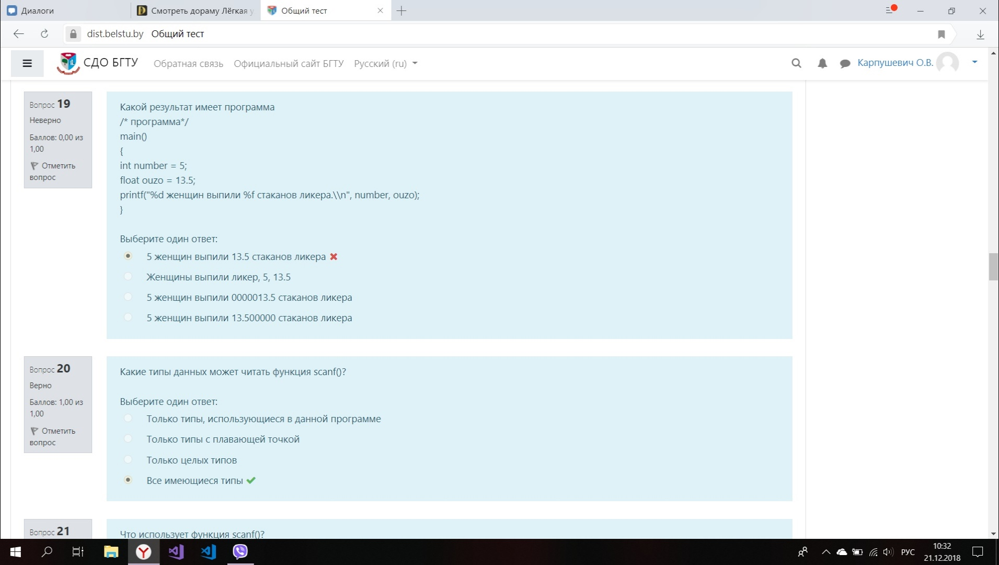 Диалоги
Смотреть дораму Лёгкая у
Общий тест
dist.belstu.by Общий тест
СДО БГТУ Обратная связь Официальный сайт БГТУ Русский (ru) Карпушевич О.В.
Вопрос 19
Неверно
Баллов: 0,00 из
1,00
Отметить
вопрос
Какой результат имеет программа
/* программа*/
main()
{
int number = 5;
float ouzo = 13.5;
printf("%d женщин выпили %f стаканов ликера.\\n", number, ouzo);
}
Выберите один ответ:
5 женщин выпили 13.5 стаканов ликера
Женщины выпили ликер, 5, 13.5
5 женщин выпили 0000013.5 стаканов ликера
5 женщин выпили 13.500000 стаканов ликера
Вопрос 20
Верно
Баллов: 1,00 из
1,00
Отметить
вопрос
Какие типы данных может читать функция scanf()?
Выберите один ответ:
Только типы, использующиеся в данной программе
Только типы с плавающей точкой
Только целых типов
Все имеющиеся типы
Вопрос 21
Что использует функция scanf()?
РУС
10:32
21.12.2018